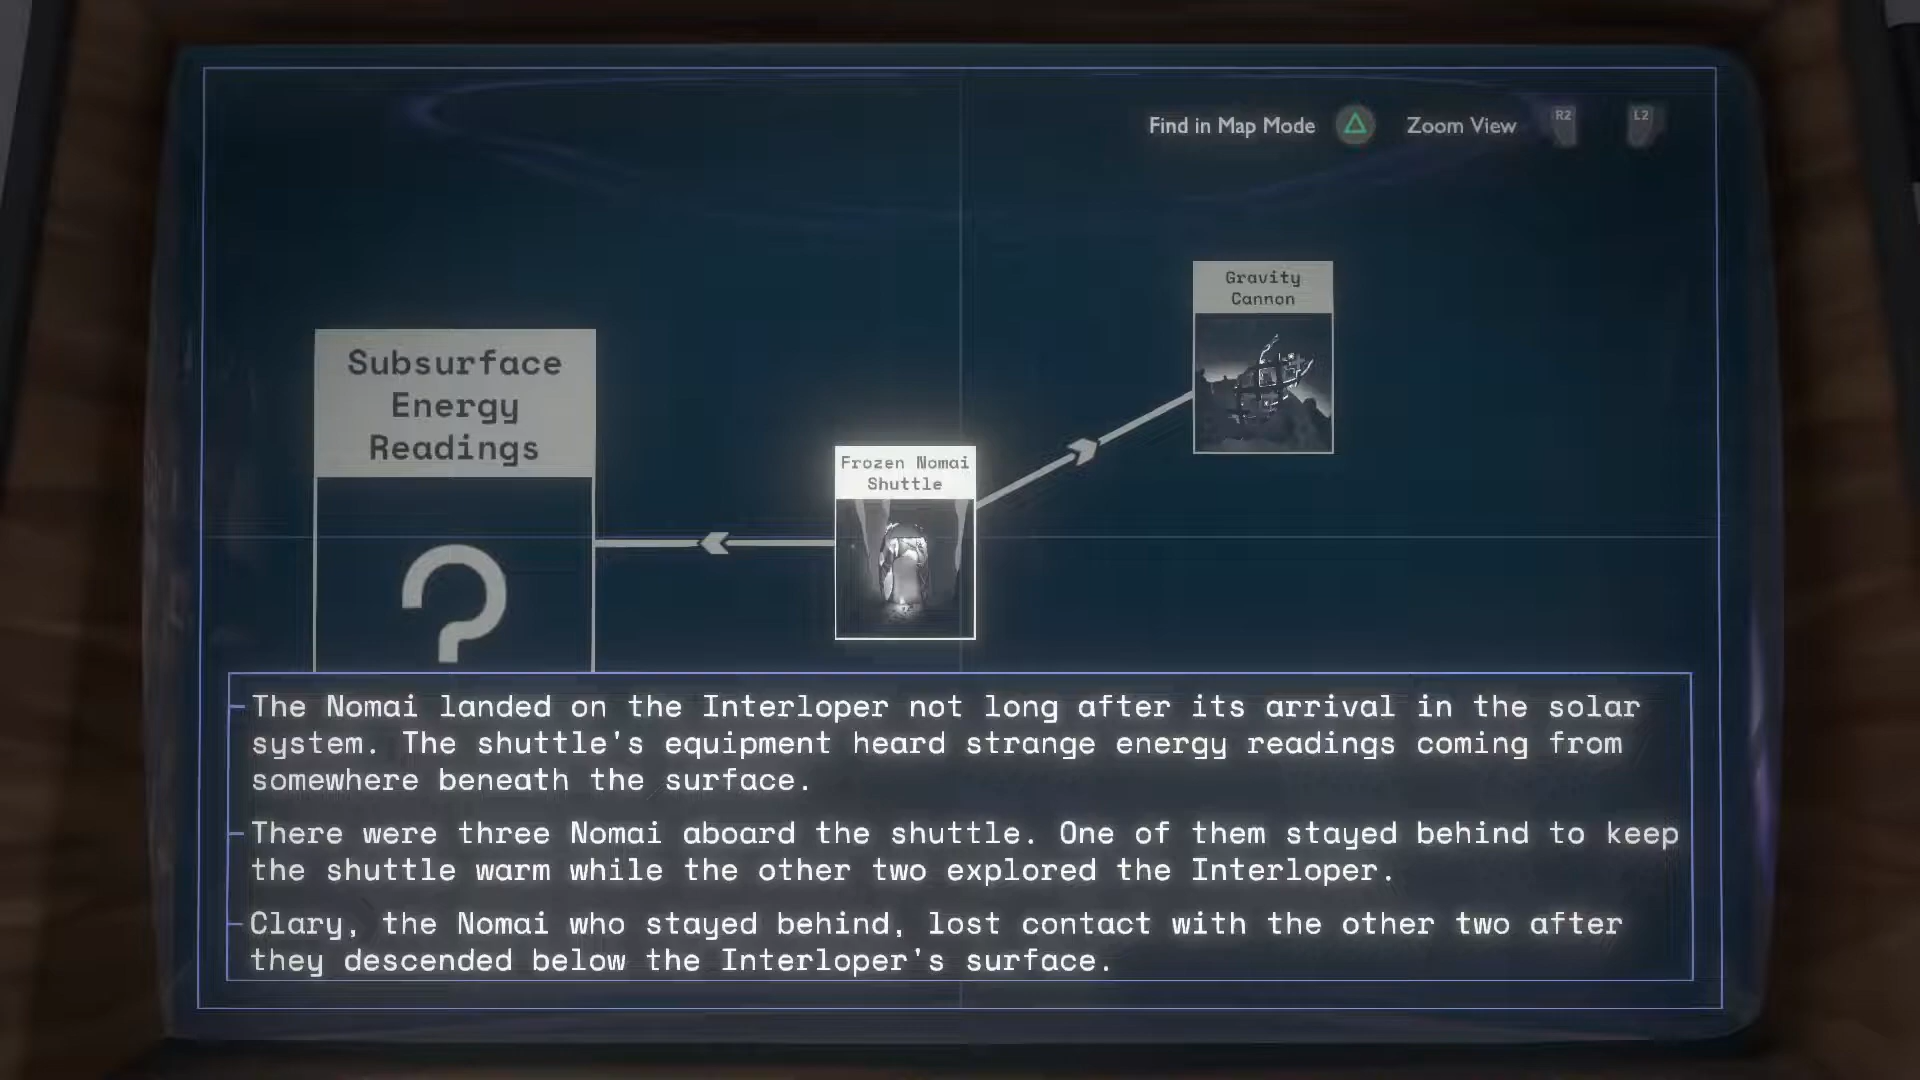 Find in Map Mode
Zoom View
R2
L2
Gravity
Cannon
Subsurface
Energy
Readings
?
Frozen Nomai
Shuttle
The Nomai landed on the Interloper not long after its arrival in the solar
system. The shuttle's equipment heard strange energy readings coming from
somewhere beneath the surface.
There were three Nomai aboard the shuttle. One of them stayed behind to keep
the shuttle warm while the other two explored the Interloper.
Clary, the Nomai who stayed behind, lost contact with the other two after
they descended below the Interloper's surface.